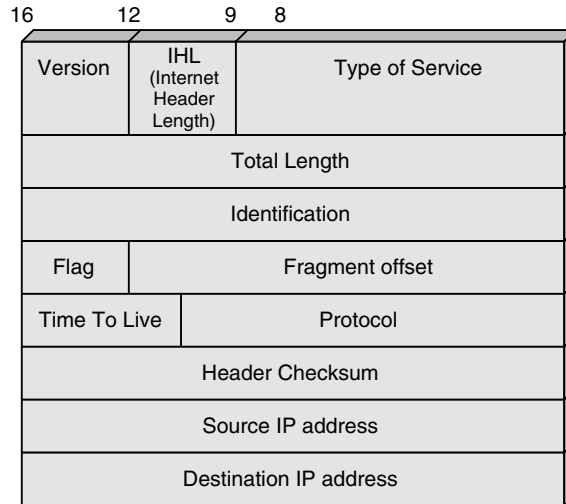 16 12 9 8
Version
IHL
(Internet
Header
Length)
Type of Service
Total Length
Identification
Flag
Fragment offset
Time To Live
Protocol
Header Checksum
Source IP address
Destination IP address